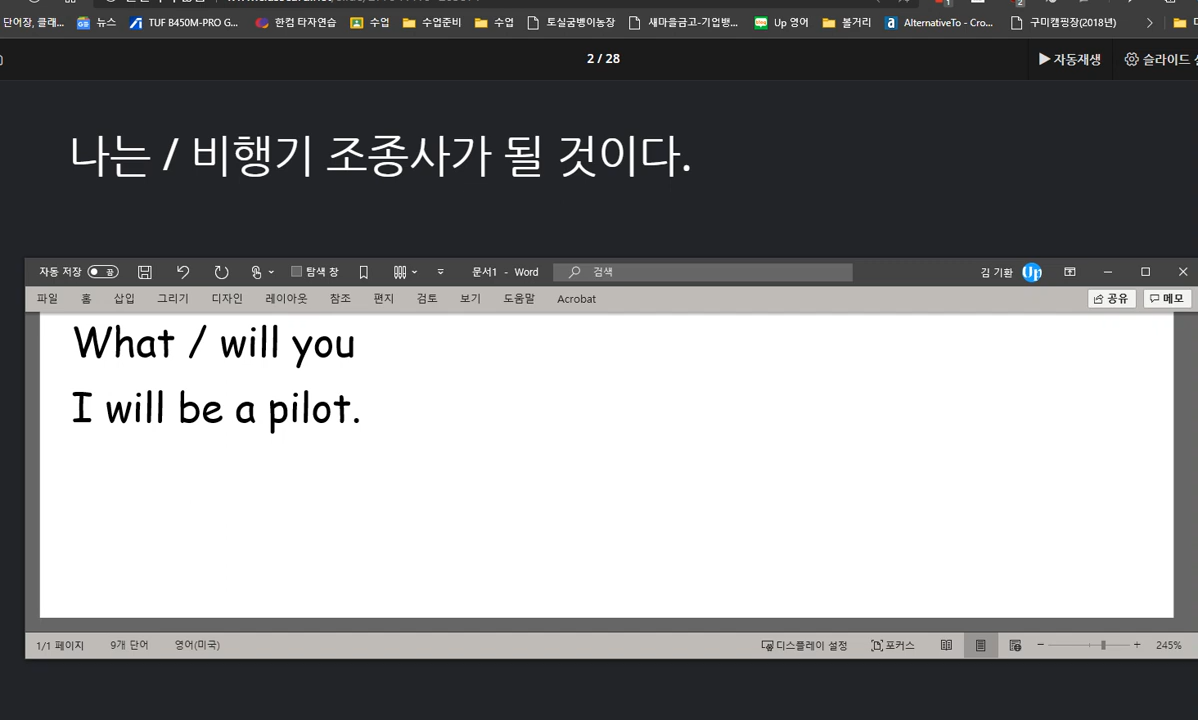 단어장, 클래... 뉴스 TUF B450M-PRO G... 한컴 타자연습 수업 수업준비 수업 토실굼벵이농장 새마을금고-기업뱅... Up 영어 볼거리 AlternativeTo - Cro... 구미캠핑장(2018년)
2 / 28 자동재생 슬라이드
나는 / 비행기 조종사가 될 것이다.
자동 저장 끔 탐색 창 문서1 - Word 검색 김 기환 Up
파일 홈 삽입 그리기 디자인 레이아웃 참조 편지 검토 보기 도움말 Acrobat 공유 메모
What / will you
I will be a pilot.
1/1 페이지 9개 단어 영어(미국) 디스플레이 설정 포커스 245%